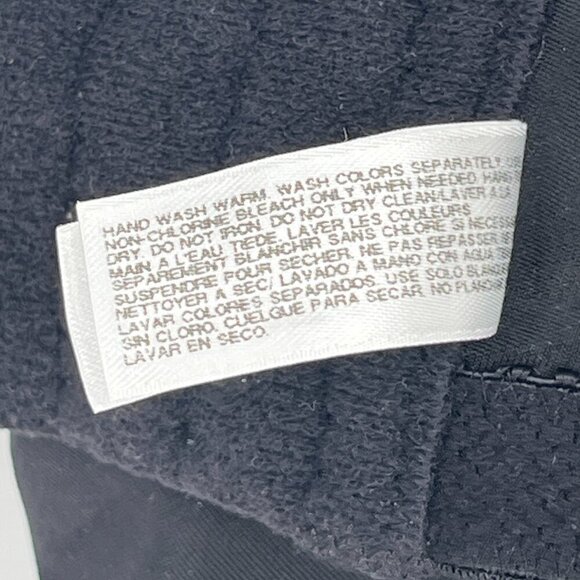 HAND WASH WARM. WASH COLORS SEPARATELY. US
NON-CHLORINE BLEACH ONLY WHEN NEEDED. HANG
DRY. DO NOT IRON. DO NOT DRY CLEAN/LAVER A LA
MAIN A L'EAU TIEDE. LAVER LES COULEURS
SEPAREMENT. BLANCHIR SANS CHLORE SI NECESS
SUSPENDRE POUR SECHER. NE PAS REPASSER.
NETTOYER A SEC/ LAVADO A MANO CON AGUA
LAVAR COLORES SEPARADOS. USE SOLO BLANQ
SIN CLORO. CUELGUE PARA SECAR. NO PLANCHE.
LAVAR EN SECO.